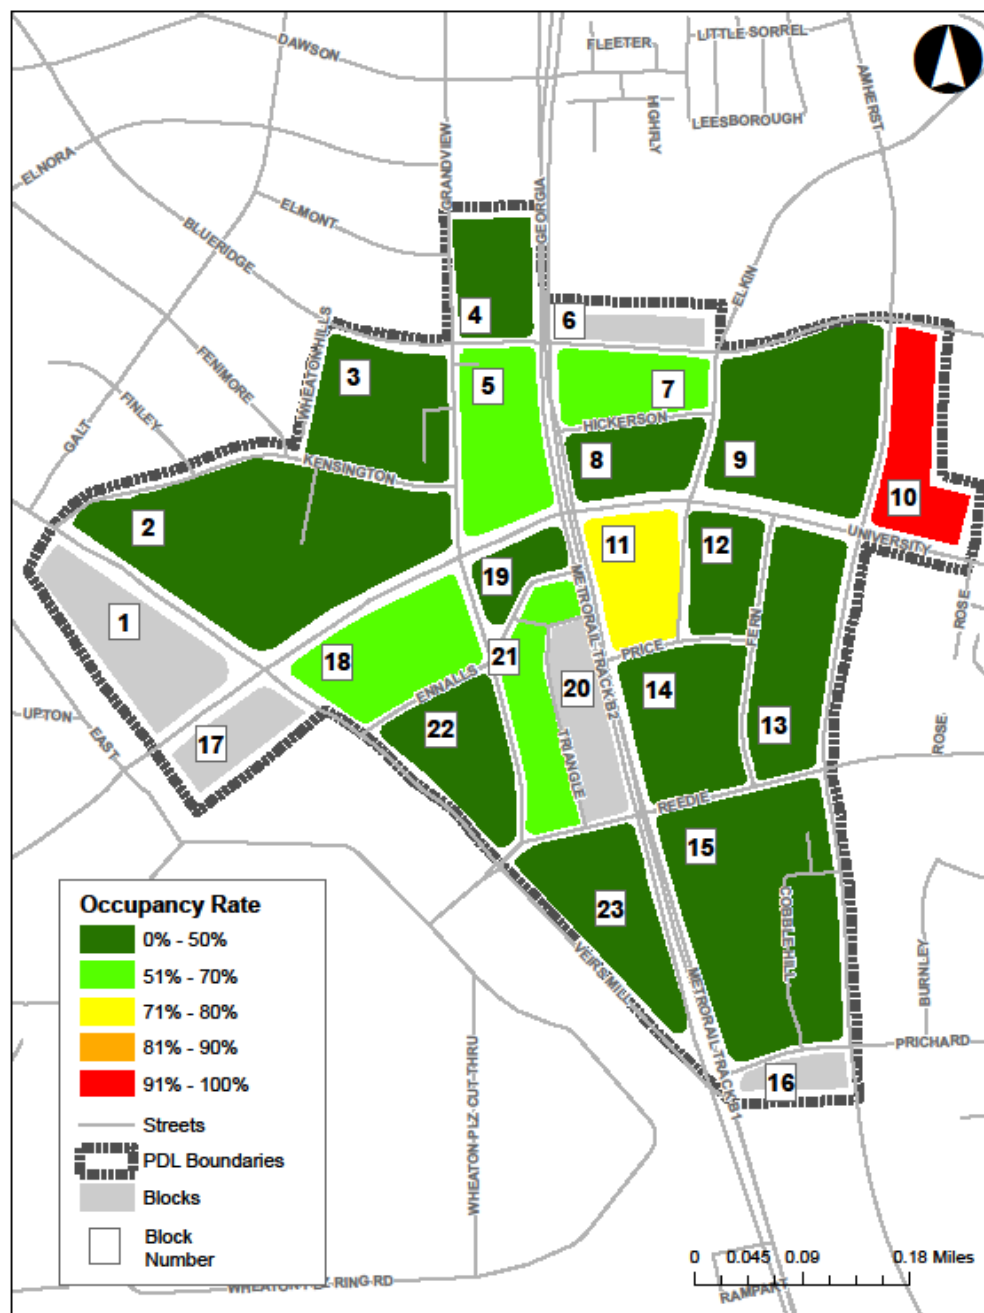 DAWSON
FLEETER
LITTLE SORREL
HIGHFLY
LEESBOROUGH
AMHERST
ELNORA
GRANDVIEW
GEORGIA
ELMONT
BLUERIDGE
ELKIN
4
6
WHEATON HILLS
FENIMORE
3
5
7
HICKERSON
FINLEY
GALT
KENSINGTON
8
9
10
2
UNIVERSITY
11
12
19
METRORAIL TRACK B2
FERN
ROSE
1
18
21
PRICE
ENNALLS
20
14
13
UPTON
EAST
17
22
TRIANGLE
ROSE
REEDIE
15
23
COBBLE HILL
VEIRS MILL
METRORAIL TRACK B1
BURNLEY
PRICHARD
16
WHEATON PLZ CUT-THRU
WHEATON PLZ RING RD
RAMPART
Occupancy Rate
0% - 50%
51% - 70%
71% - 80%
81% - 90%
91% - 100%
Streets
PDL Boundaries
Blocks
Block
Number
0 0.045 0.09 0.18 Miles